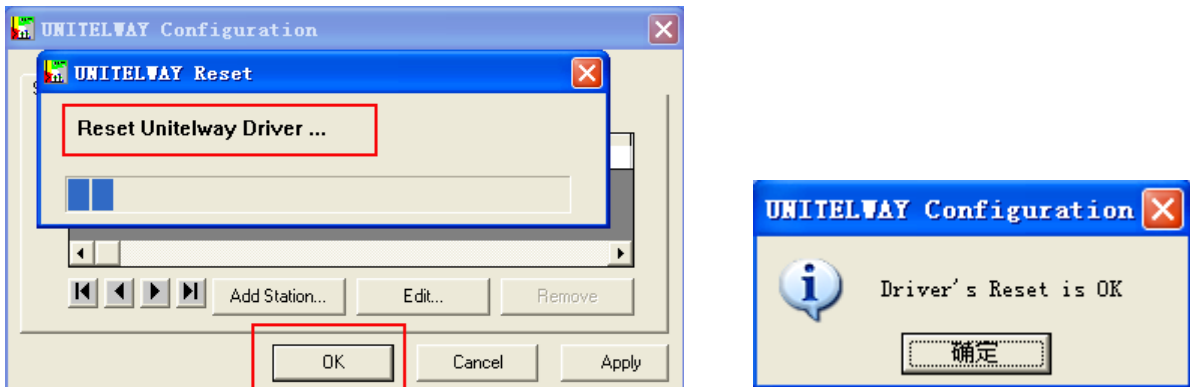 UNITELWAY Configuration
UNITELWAY Reset
Reset Unitelway Driver ...
Add Station...
Edit...
Remove
OK
Cancel
Apply
UNITELWAY Configuration
Driver's Reset is OK
确定